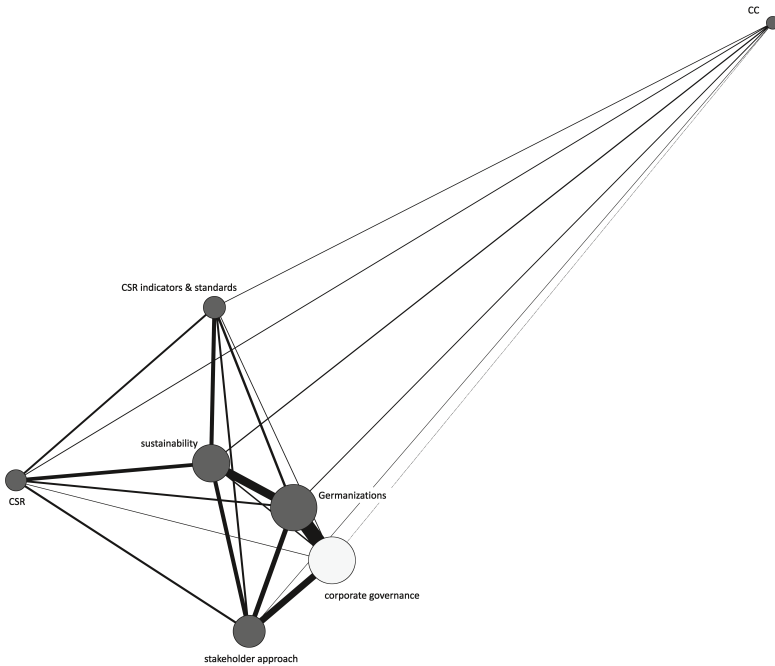 CC
CSR indicators & standards
sustainability
Germanizations
CSR
corporate governance
stakeholder approach